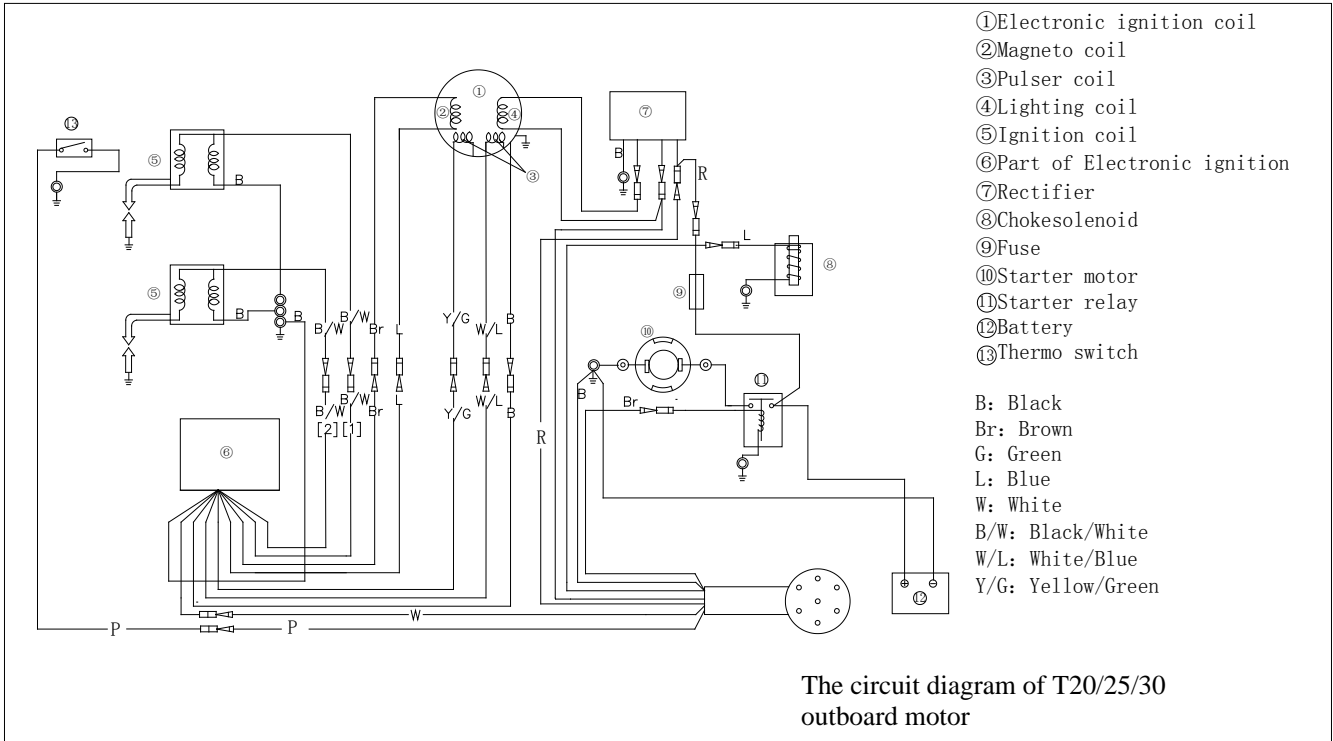 ①Electronic ignition coil
②Magneto coil
③Pulser coil
④Lighting coil
⑤Ignition coil
⑥Part of Electronic ignition
⑦Rectifier
⑧Chokesolenoid
⑨Fuse
⑩Starter motor
⑪Starter relay
⑫Battery
⑬Thermo switch
B: Black
Br: Brown
G: Green
L: Blue
W: White
B/W: Black/White
W/L: White/Blue
Y/G: Yellow/Green
⑬
⑤
B
⑤
B
B
①
②
④
③
⑦
B
R
L
⑧
⑨
B/W
B/W
Br
L
Y/G
W/L
B
B/W
B/W
Br
L
Y/G
W/L
B
[2]
[1]
⑥
R
⑩
B
Br
⑪
⑫
W
P
P
The circuit diagram of T20/25/30
outboard motor